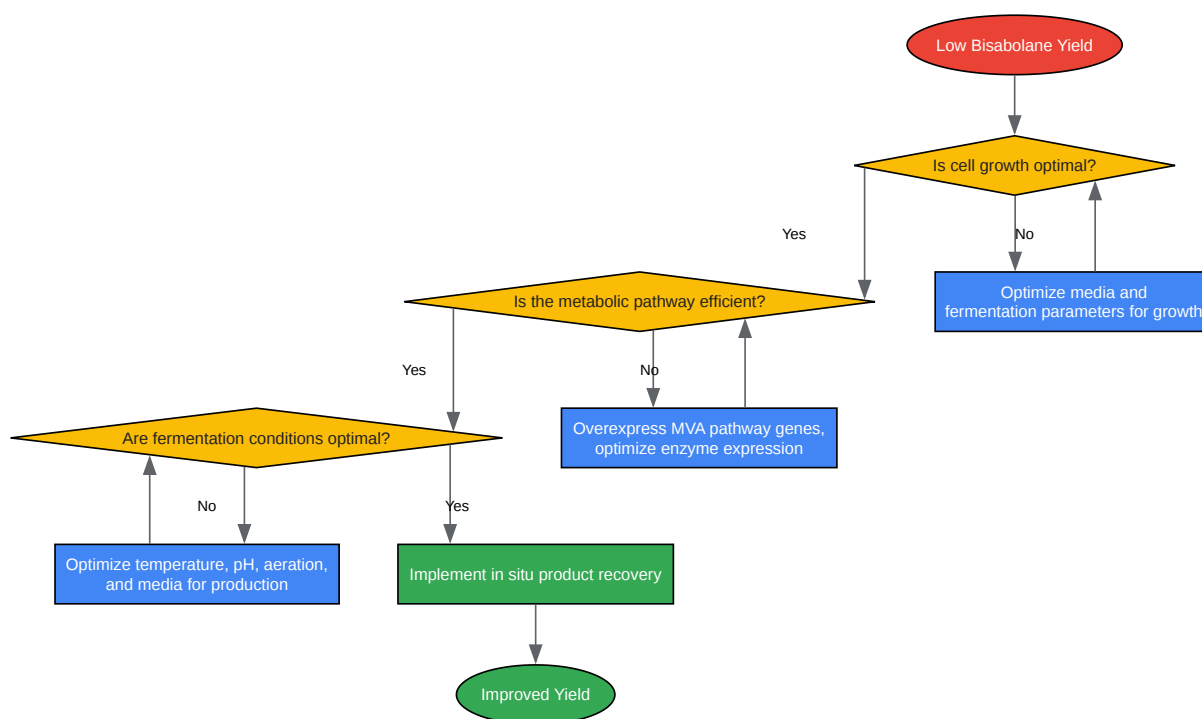 Low Bisabolane Yield
Is cell growth optimal?
Yes
No
Optimize media and
fermentation parameters for growth
Is the metabolic pathway efficient?
Yes
No
Overexpress MVA pathway genes,
optimize enzyme expression
Are fermentation conditions optimal?
No
Yes
Optimize temperature, pH, aeration,
and media for production
Implement in situ product recovery
Improved Yield